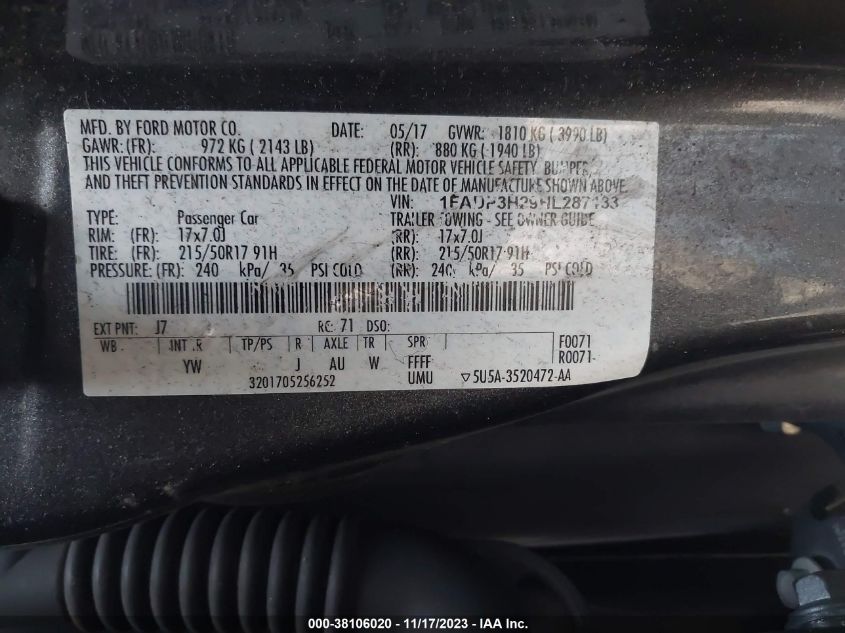 MFD. BY FORD MOTOR CO.
DATE: 05/17 GVWR: 1810 KG ( 3990 LB)
GAWR: (FR): 972 KG ( 2143 LB) (RR): 880 KG ( 1940 LB)
THIS VEHICLE CONFORMS TO ALL APPLICABLE FEDERAL MOTOR VEHICLE SAFETY, BUMPER,
AND THEFT PREVENTION STANDARDS IN EFFECT ON THE DATE OF MANUFACTURE SHOWN ABOVE.
VIN: 1FADP3H29HL287133
TYPE: Passenger Car TRAILER TOWING - SEE OWNER GUIDE
RIM: (FR): 17x7.0J (RR): 17x7.0J
TIRE: (FR): 215/50R17 91H (RR): 215/50R17 91H
PRESSURE: (FR): 240 kPa/ 35 PSI COLD (RR): 240 kPa/ 35 PSI COLD
EXT PNT: J7 RC: 71 DSO: F0071
WB INT TR TP/PS R AXLE TR SPR R0071-
YW J AU W FFFF
3201705256252 UMU ▽5U5A-3520472-AA
000-38106020 - 11/17/2023 - IAA Inc.